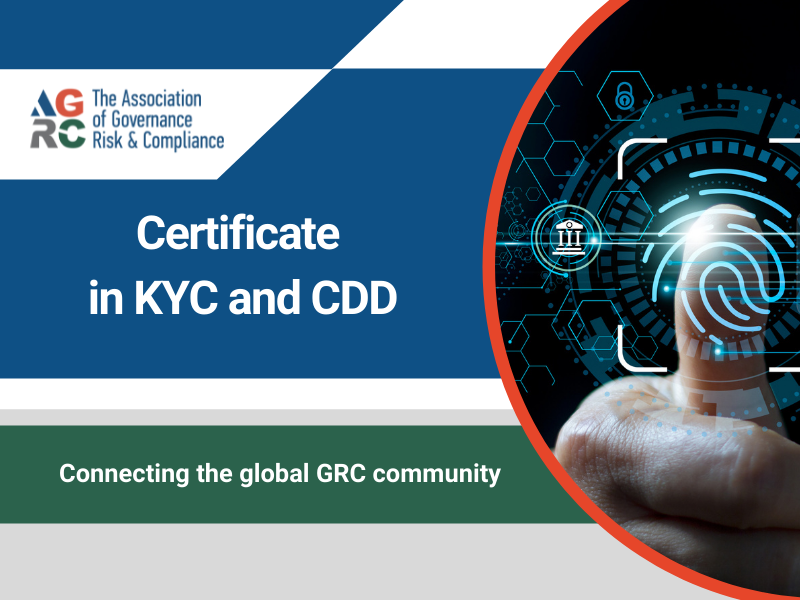 AG
RC
The Association
of Governance
Risk & Compliance
Certificate
in KYC and CDD
Connecting the global GRC community